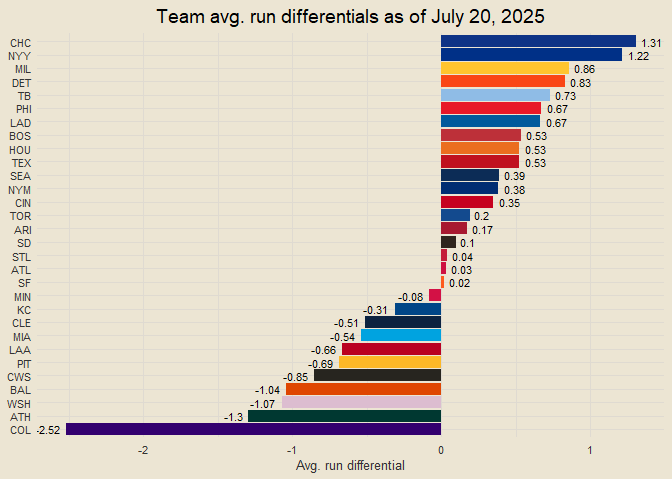 Team avg. run differentials as of July 20, 2025
CHC 1.31
NYY 1.22
MIL 0.86
DET 0.83
TB 0.73
PHI 0.67
LAD 0.67
BOS 0.53
HOU 0.53
TEX 0.53
SEA 0.39
NYM 0.38
CIN 0.35
TOR 0.2
ARI 0.17
SD 0.1
STL 0.04
ATL 0.03
SF 0.02
MIN -0.08
KC -0.31
CLE -0.51
MIA -0.54
LAA -0.66
PIT -0.69
CWS -0.85
BAL -1.04
WSH -1.07
ATH -1.3
COL -2.52
-2 -1 0 1
Avg. run differential